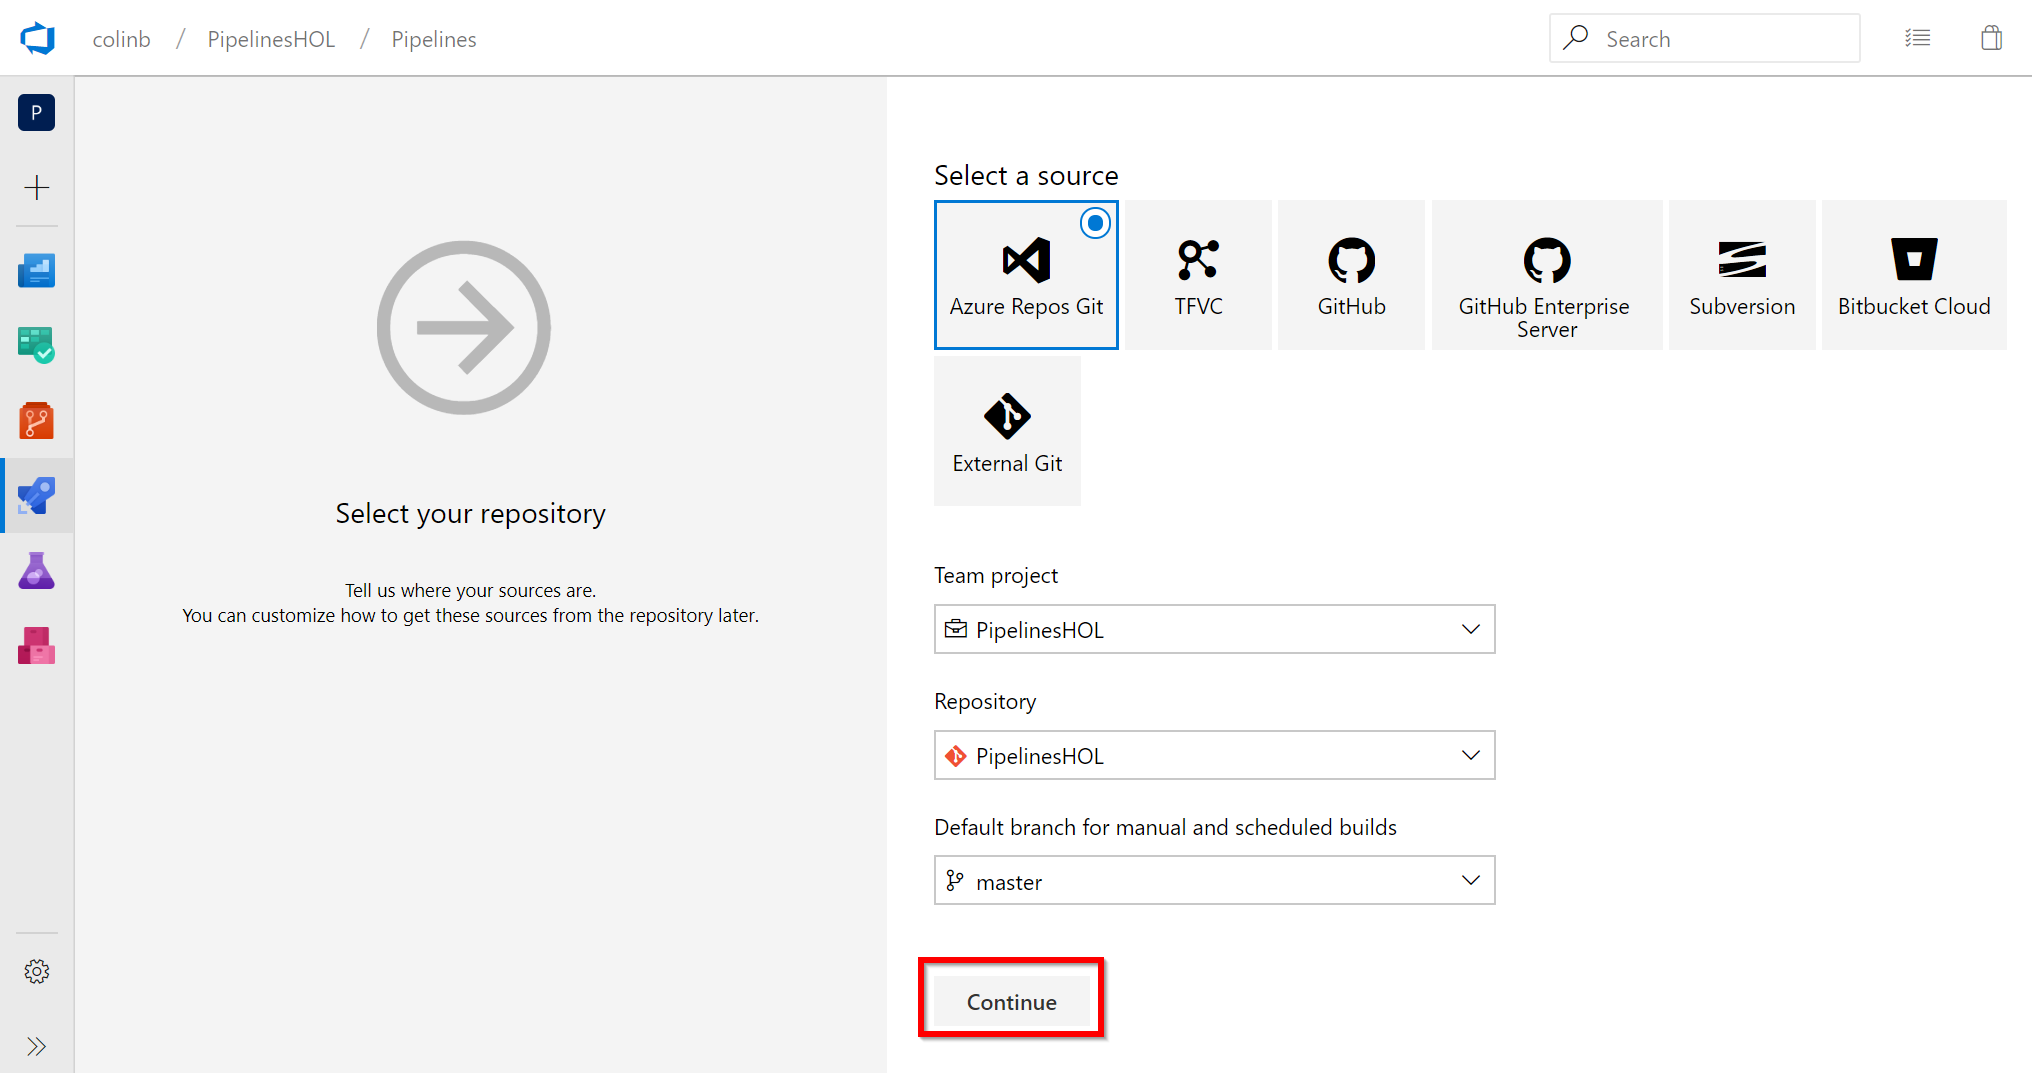 colinb / PipelinesHOL / Pipelines
Search
P
Select your repository
Tell us where your sources are.
You can customize how to get these sources from the repository later.
Select a source
Azure Repos Git
TFVC
GitHub
GitHub Enterprise
Server
Subversion
Bitbucket Cloud
External Git
Team project
PipelinesHOL
Repository
PipelinesHOL
Default branch for manual and scheduled builds
master
Continue